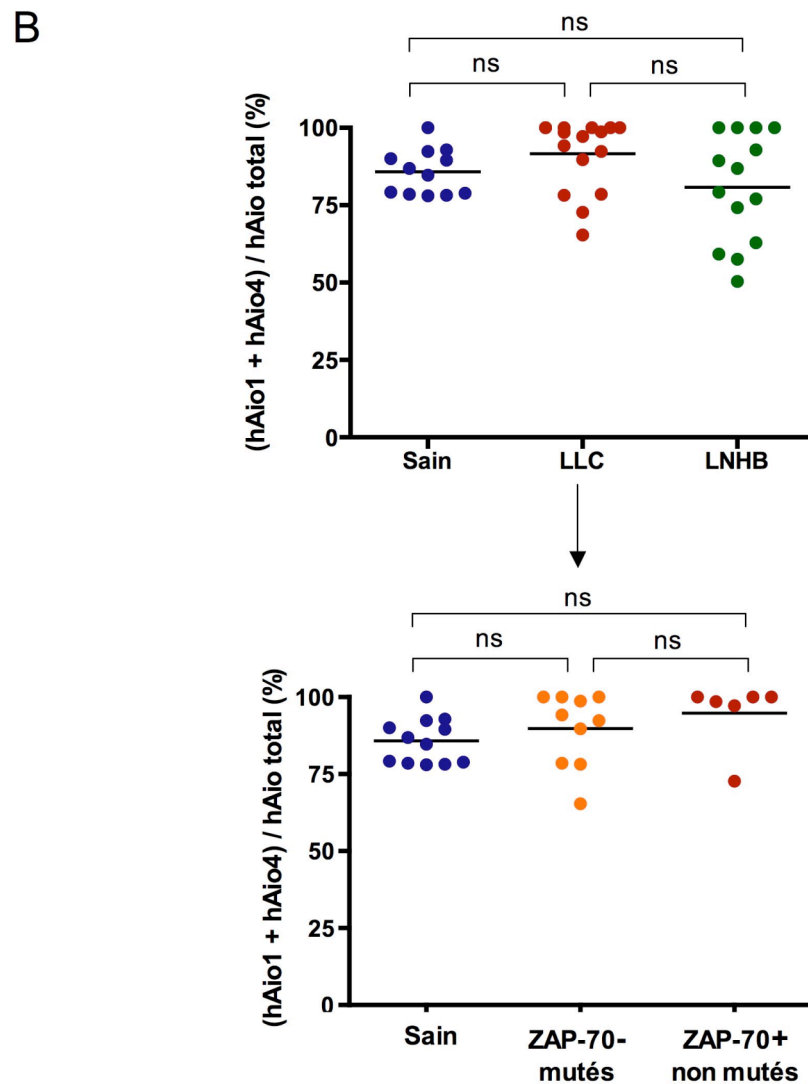 B
ns
ns
ns
(hAio1 + hAio4) / hAio total (%)
100
75
50
25
0
Sain
LLC
LNHB
ns
ns
ns
(hAio1 + hAio4) / hAio total (%)
100
75
50
25
0
Sain
ZAP-70-
mutés
ZAP-70+
non mutés